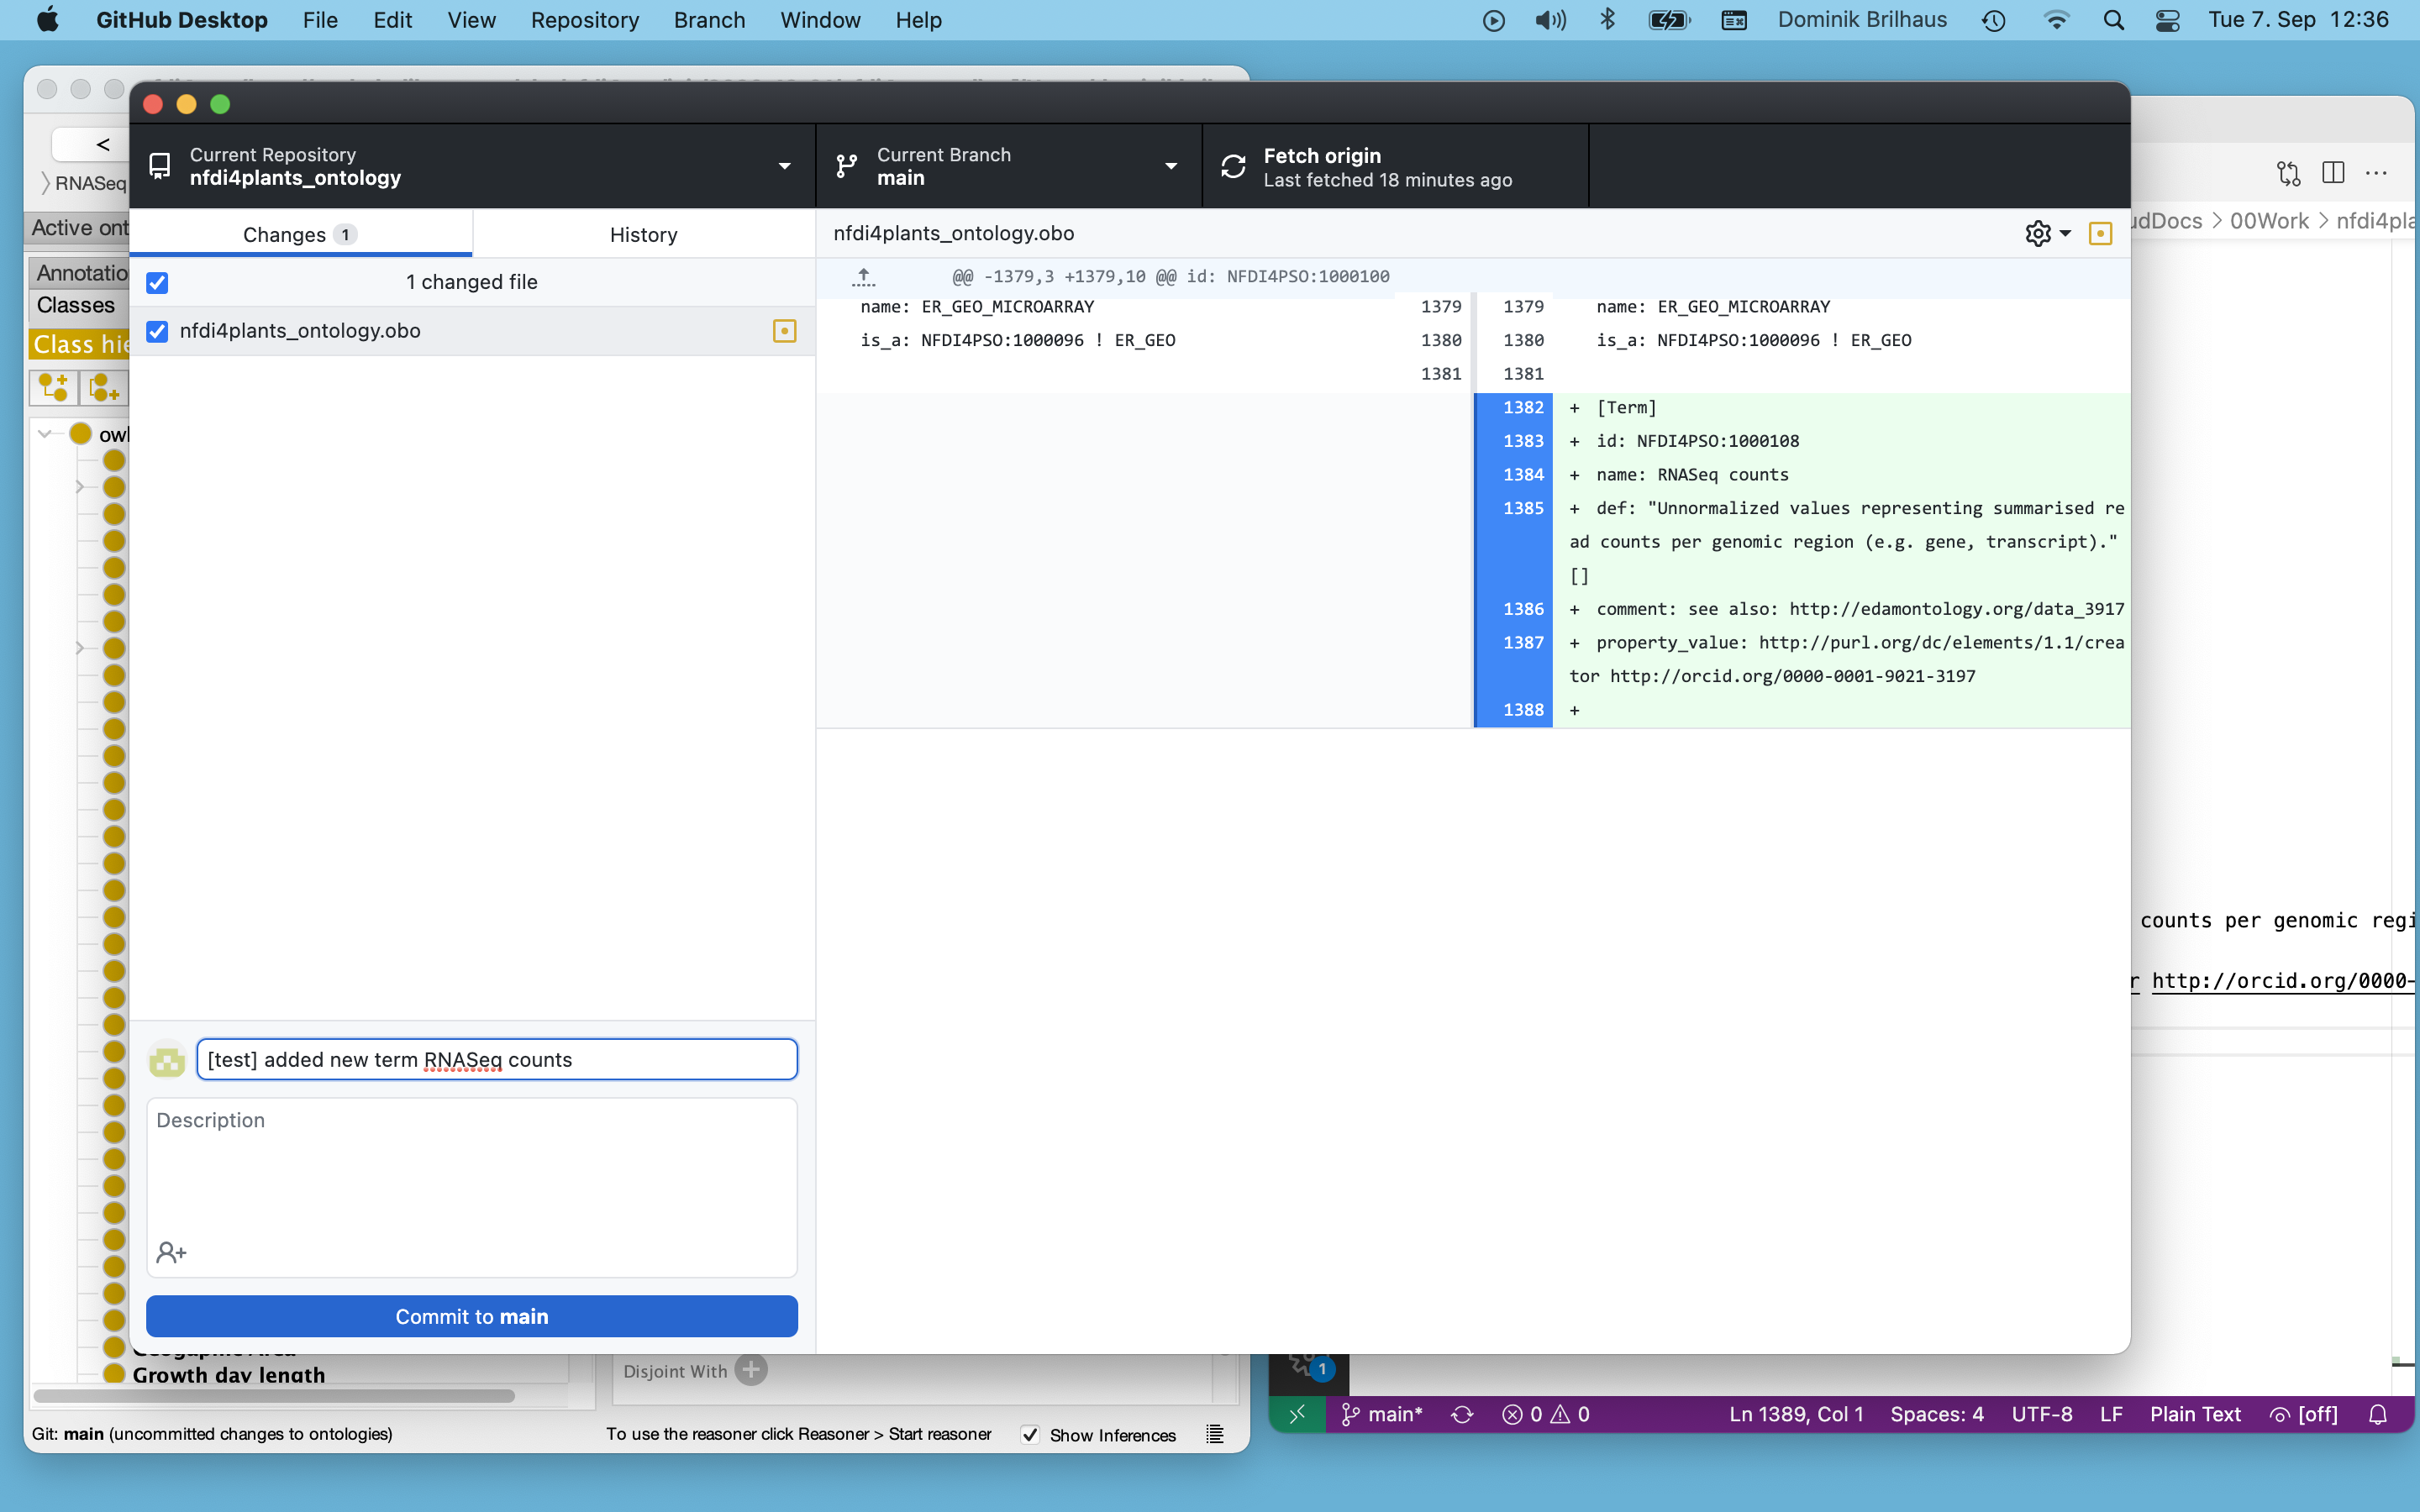 GitHub Desktop File Edit View Repository Branch Window Help Dominik Brilhaus Tue 7. Sep 12:36
<
RNASeq
Active ont
Annotatio
Classes
Class hie
owl
Current Repository
nfdi4plants_ontology
Current Branch
main
Fetch origin
Last fetched 18 minutes ago
Changes 1
History
1 changed file
nfdi4plants_ontology.obo
nfdi4plants_ontology.obo
@@ -1379,3 +1379,10 @@ id: NFDI4PSO:1000100
name: ER_GEO_MICROARRAY 1379 1379 name: ER_GEO_MICROARRAY
is_a: NFDI4PSO:1000096 ! ER_GEO 1380 1380 is_a: NFDI4PSO:1000096 ! ER_GEO
1381 1381
1382 + [Term]
1383 + id: NFDI4PSO:1000108
1384 + name: RNASeq counts
1385 + def: "Unnormalized values representing summarised re
ad counts per genomic region (e.g. gene, transcript)."
[]
1386 + comment: see also: http://edamontology.org/data_3917
1387 + property_value: http://purl.org/dc/elements/1.1/crea
tor http://orcid.org/0000-0001-9021-3197
1388 +
[test] added new term RNASeq counts
Description
Commit to main
udDocs > 00Work > nfdi4pla
counts per genomic regi
r http://orcid.org/0000-
Growth day length
Disjoint With
Git: main (uncommitted changes to ontologies) To use the reasoner click Reasoner > Start reasoner Show Inferences
1
main* 0 0 Ln 1389, Col 1 Spaces: 4 UTF-8 LF Plain Text [off]